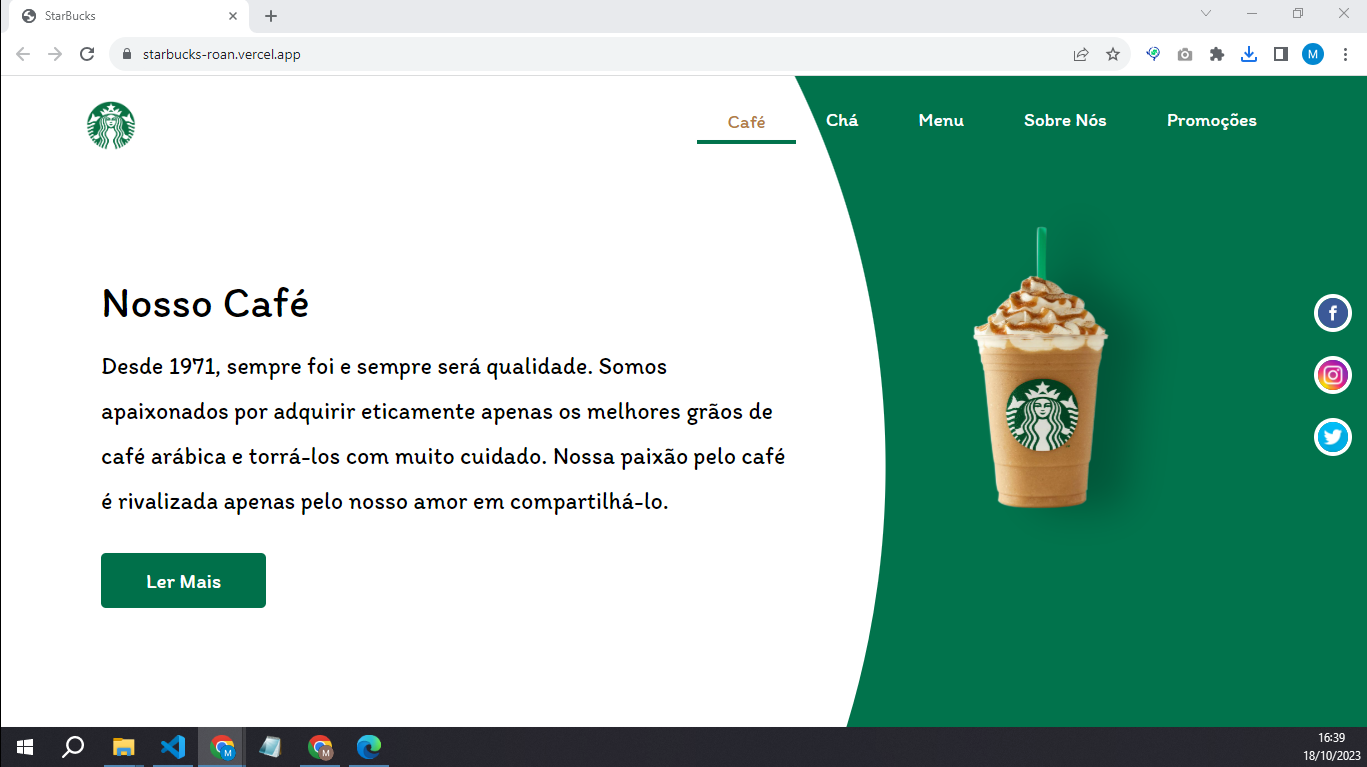 StarBucks
starbucks-roan.vercel.app
M
Café
Chá
Menu
Sobre Nós
Promoções
Nosso Café
Desde 1971, sempre foi e sempre será qualidade. Somos
apaixonados por adquirir eticamente apenas os melhores grãos de
café arábica e torrá-los com muito cuidado. Nossa paixão pelo café
é rivalizada apenas pelo nosso amor em compartilhá-lo.
Ler Mais
M
M
16:39
18/10/2023